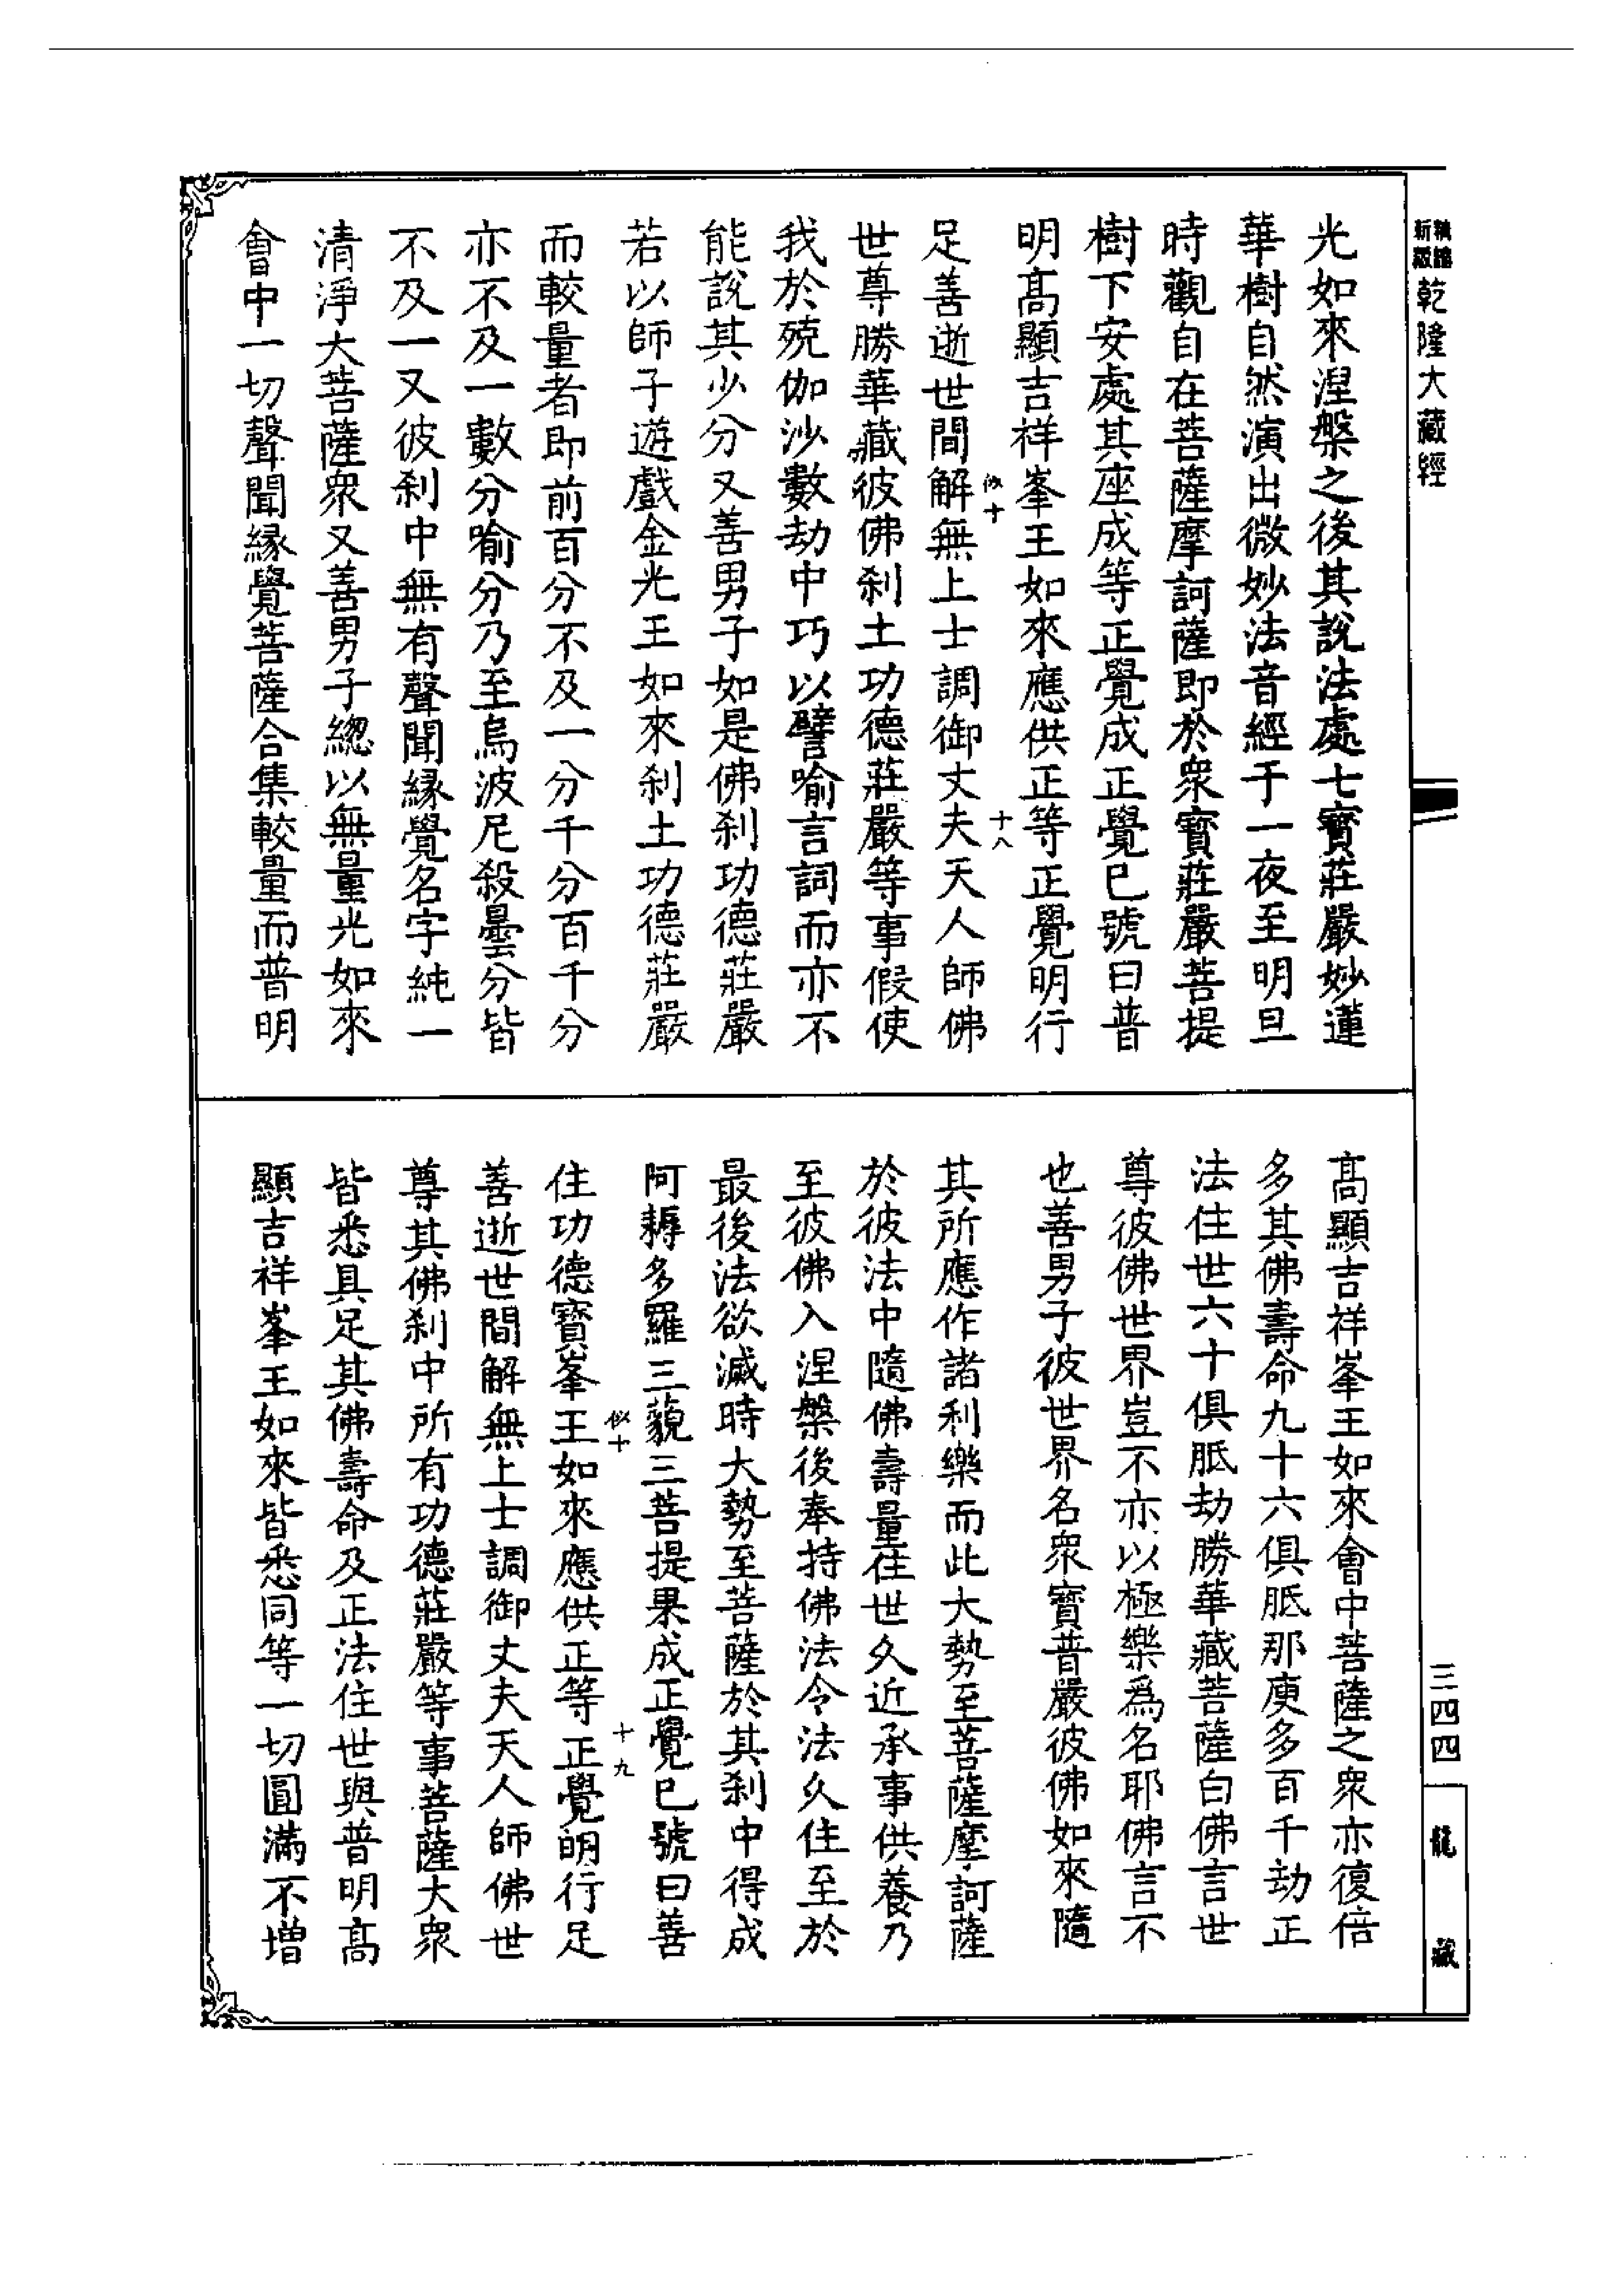 乾隆大藏經
光如來涅槃之後其說法處七寳莊嚴妙蓮
華樹自然演出微妙法音經于一夜至明旦
時觀自在菩薩摩訶薩即於衆寳莊嚴菩提
樹下安處其座成等正覺成正覺已號曰普
明髙顯吉祥峯王如來應供正等正覺明行
足善逝世間解無上士調御丈夫天人師佛
世尊勝華藏彼佛刹土功德莊嚴等事假使
我於殑伽沙數劫中巧以譬喻言詞而亦不
能說其少分又善男子如是佛刹功德莊嚴
若以師子遊戲金光王如來刹土功德莊嚴
而較量者即前百分不及一分千分百千分
亦不及一數分喻分乃至烏波尼殺曇分皆
不及一又彼刹中無有聲聞緣覺名字純一
清淨大菩薩衆又善男子緫以無量光如來
會中一切聲聞緣覺菩薩合集較量而普明
髙顯吉祥峯王如來會中菩薩之衆亦復倍
多其佛壽命九十六俱胝那庾多百千劫正
法住世六十俱胝劫勝華藏菩薩白佛言世
尊彼佛世界豈不亦以極樂爲名耶佛言不
也善男子彼世界名衆寳普嚴彼佛如來隨
其所應作諸利樂而此大勢至菩薩摩訶薩
於彼法中隨佛壽量住世久近承事供養乃
至彼佛入涅槃後奉持佛法令法久住至於
最後法欲滅時大勢至菩薩於其刹中得成
阿耨多羅三藐三菩提果成正覺已號曰善
住功德寳峯王如來應供正等正覺明行足
善逝世間解無上士調御丈夫天人師佛世
尊其佛刹中所有功德莊嚴等事菩薩大衆
皆悉具足其佛壽命及正法住世與普明髙
顯吉祥峯王如來皆悉同等一切圓滿不增
似十
十八
似十
十九
三四四
龍藏